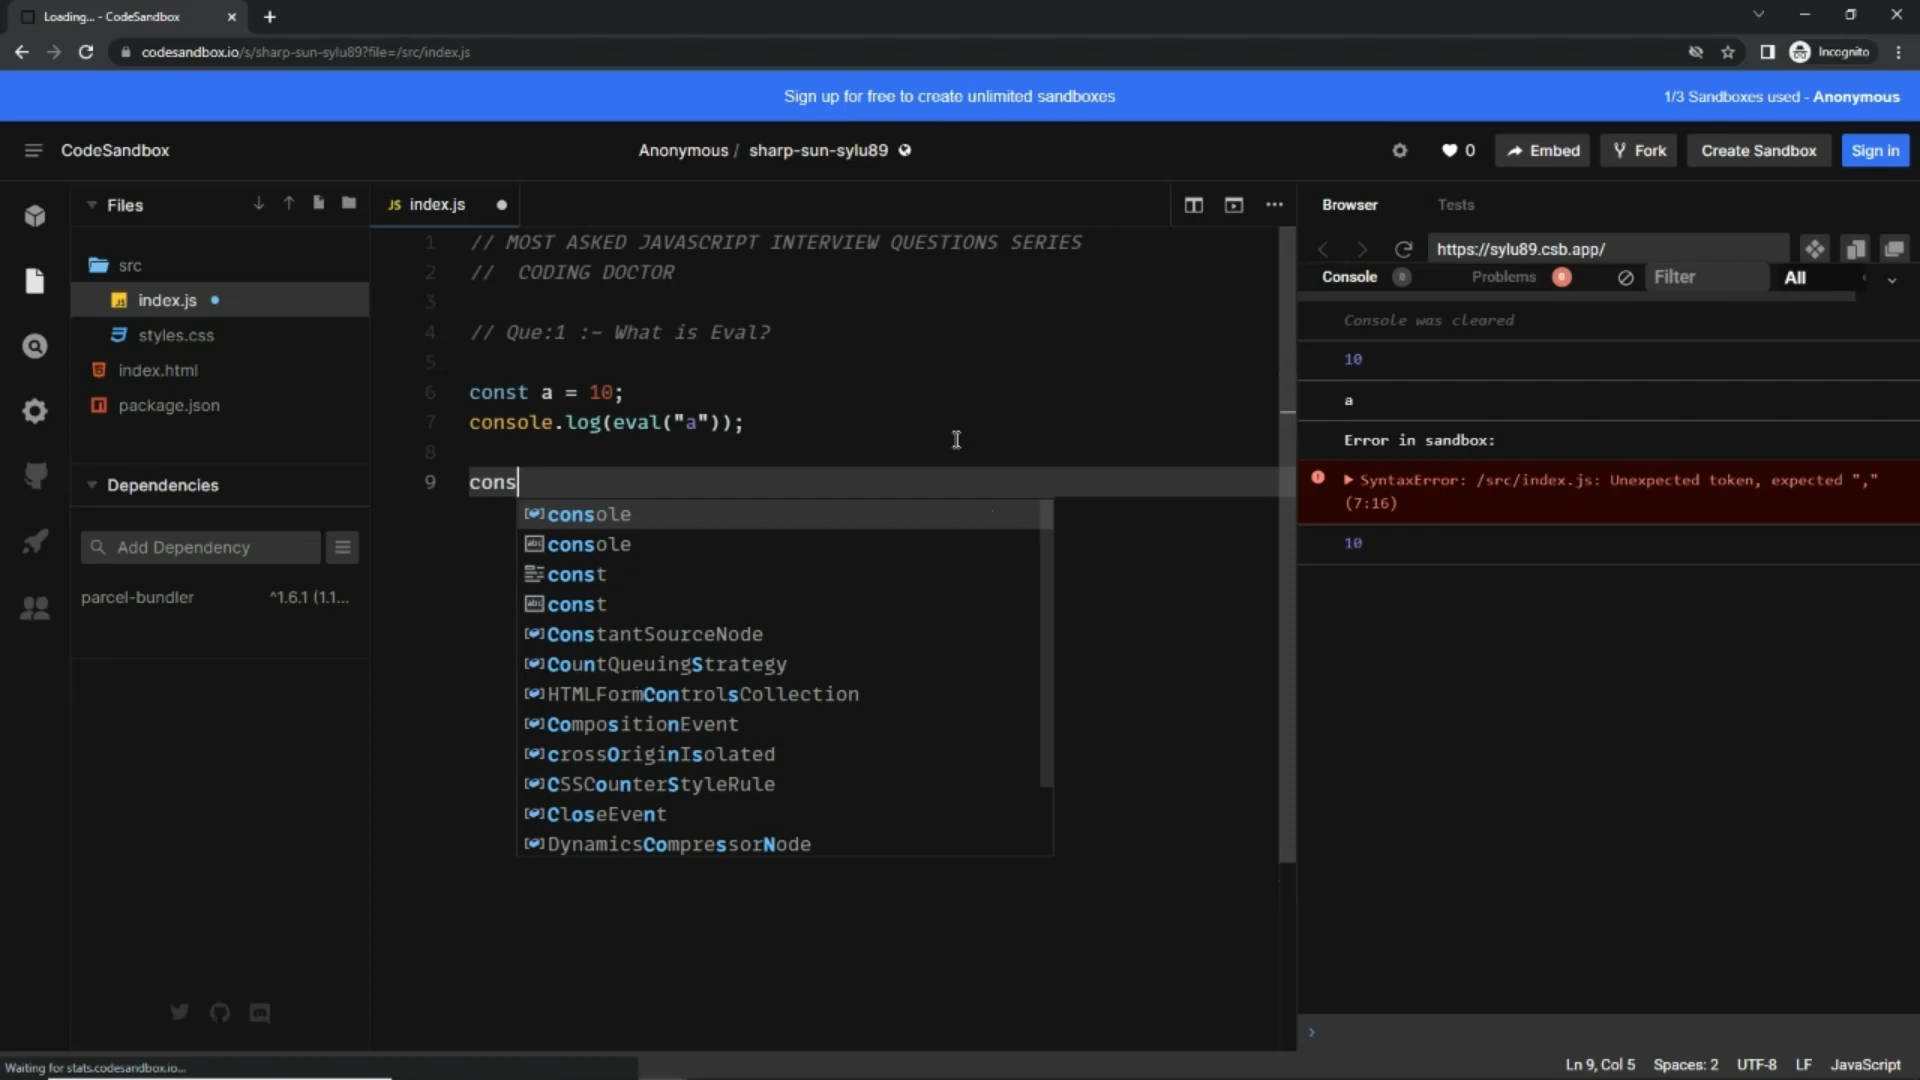 Loading... - CodeSandbox
codesandbox.io/s/sharp-sun-sylu89?file=/src/index.js
Incognito
Sign up for free to create unlimited sandboxes
1/3 Sandboxes used - Anonymous
CodeSandbox
Anonymous / sharp-sun-sylu89
0
Embed
Fork
Create Sandbox
Sign in
Files
src
JS index.js
styles.css
index.html
package.json
Dependencies
Add Dependency
parcel-bundler ^1.6.1 (1.1...
JS index.js
1 // MOST ASKED JAVASCRIPT INTERVIEW QUESTIONS SERIES
2 // CODING DOCTOR
3
4 // Que:1 :- What is Eval?
5
6 const a = 10;
7 console.log(eval("a"));
8
9 cons
console
abc console
const
abc const
ConstantSourceNode
CountQueuingStrategy
HTMLFormControlsCollection
CompositionEvent
crossOriginIsolated
CSSCounterStyleRule
CloseEvent
DynamicsCompressorNode
Browser Tests
https://sylu89.csb.app/
Console 0 Problems 0 Filter All
Console was cleared
10
a
Error in sandbox:
SyntaxError: /src/index.js: Unexpected token, expected ","
(7:16)
10
Waiting for stats.codesandbox.io...
Ln 9, Col 5 Spaces: 2 UTF-8 LF JavaScript